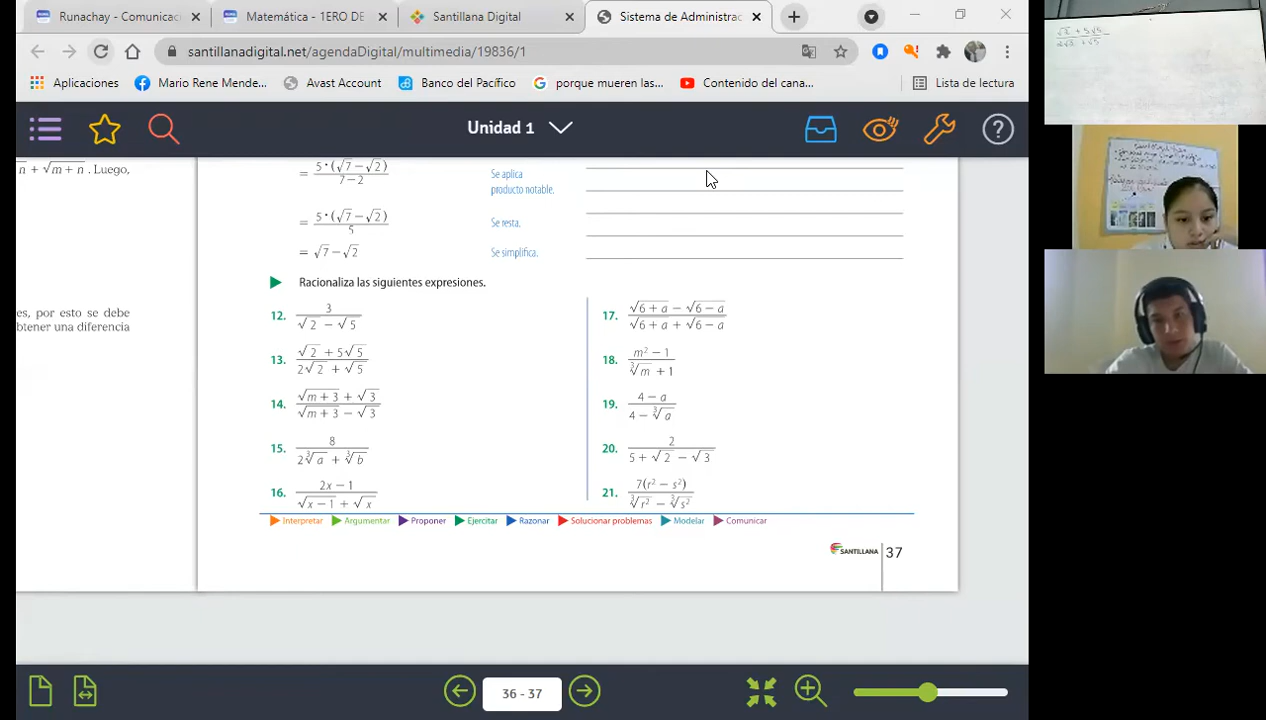 Runachay - Comunicac
Matemática - 1ERO DE
Santillana Digital
Sistema de Administrac
santillanadigital.net/agendaDigital/multimedia/19836/1
Aplicaciones
Mario Rene Mende...
Avast Account
Banco del Pacífico
porque mueren las...
Contenido del cana...
Lista de lectura
Unidad 1
n + √m + n . Luego,
es, por esto se debe
btener una diferencia
= 5 • (√7 − √2) / 7 − 2
Se aplica
producto notable.
= 5 • (√7 − √2) / 5
Se resta.
= √7 − √2
Se simplifica.
Racionaliza las siguientes expresiones.
12. 3 / √2 − √5
13. √2 + 5√5 / 2√2 + √5
14. √m + 3 + √3 / √m + 3 − √3
15. 8 / 2∛a + ∛b
16. 2x − 1 / √x − 1 + √x
17. √6 + a − √6 − a / √6 + a + √6 − a
18. m² − 1 / ∛m + 1
19. 4 − a / 4 − ∛a
20. 2 / 5 + √2 − √3
21. 7(r² − s²) / ∛r² − ∛s²
Interpretar Argumentar Proponer Ejercitar Razonar Solucionar problemas Modelar Comunicar
SANTILLANA 37
36 - 37
√2 + 5√5 / 2√2 + √5 =